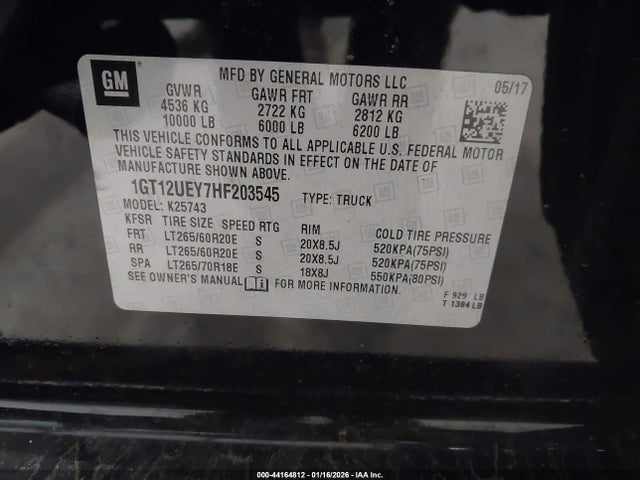 GM
MFD BY GENERAL MOTORS LLC
05/17
GVWR GAWR FRT GAWR RR
4536 KG 2722 KG 2812 KG
10000 LB 6000 LB 6200 LB
THIS VEHICLE CONFORMS TO ALL APPLICABLE U.S. FEDERAL MOTOR
VEHICLE SAFETY STANDARDS IN EFFECT ON THE DATE OF
MANUFACTURE SHOWN ABOVE.
1GT12UEY7HF203545 TYPE: TRUCK
MODEL: K25743
KFSR TIRE SIZE SPEED RTG RIM COLD TIRE PRESSURE
FRT LT265/60R20E S 20X8.5J 520KPA(75PSI)
RR LT265/60R20E S 20X8.5J 520KPA(75PSI)
SPA LT265/70R18E S 18X8J 550KPA(80PSI)
SEE OWNER'S MANUAL FOR MORE INFORMATION.
F 929 LB
T 1384 LB
000-44164812 - 01/16/2026 - IAA Inc.